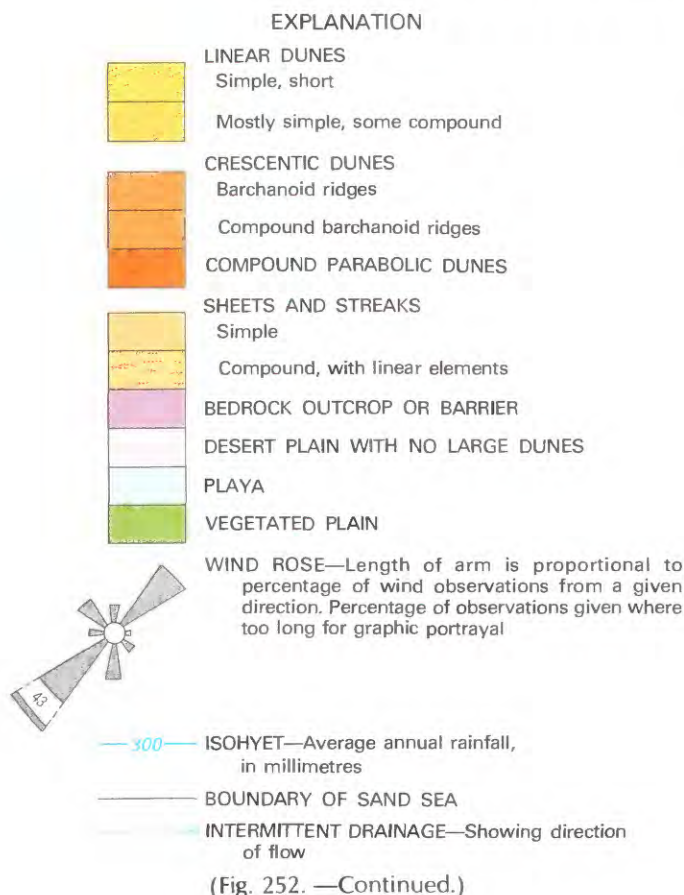 EXPLANATION
LINEAR DUNES
Simple, short
Mostly simple, some compound
CRESCENTIC DUNES
Barchanoid ridges
Compound barchanoid ridges
COMPOUND PARABOLIC DUNES
SHEETS AND STREAKS
Simple
Compound, with linear elements
BEDROCK OUTCROP OR BARRIER
DESERT PLAIN WITH NO LARGE DUNES
PLAYA
VEGETATED PLAIN
WIND ROSE—Length of arm is proportional to
percentage of wind observations from a given
direction. Percentage of observations given where
too long for graphic portrayal
43
300 ISOHYET—Average annual rainfall,
in millimetres
BOUNDARY OF SAND SEA
INTERMITTENT DRAINAGE—Showing direction
of flow
(Fig. 252. —Continued.)